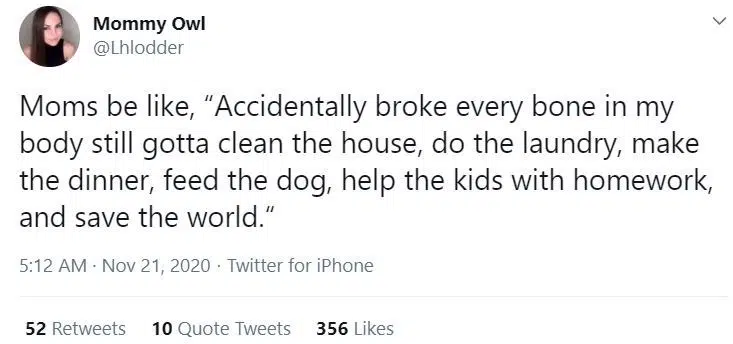 Mommy Owl
@Lhlodder
Moms be like, “Accidentally broke every bone in my
body still gotta clean the house, do the laundry, make
the dinner, feed the dog, help the kids with homework,
and save the world.“
5:12 AM · Nov 21, 2020 · Twitter for iPhone
52 Retweets 10 Quote Tweets 356 Likes